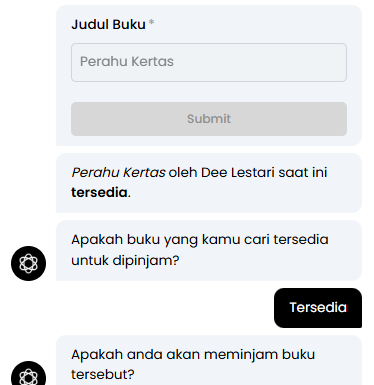 Judul Buku *
Perahu Kertas
Submit
Perahu Kertas oleh Dee Lestari saat ini
tersedia.
Apakah buku yang kamu cari tersedia
untuk dipinjam?
Tersedia
Apakah anda akan meminjam buku
tersebut?